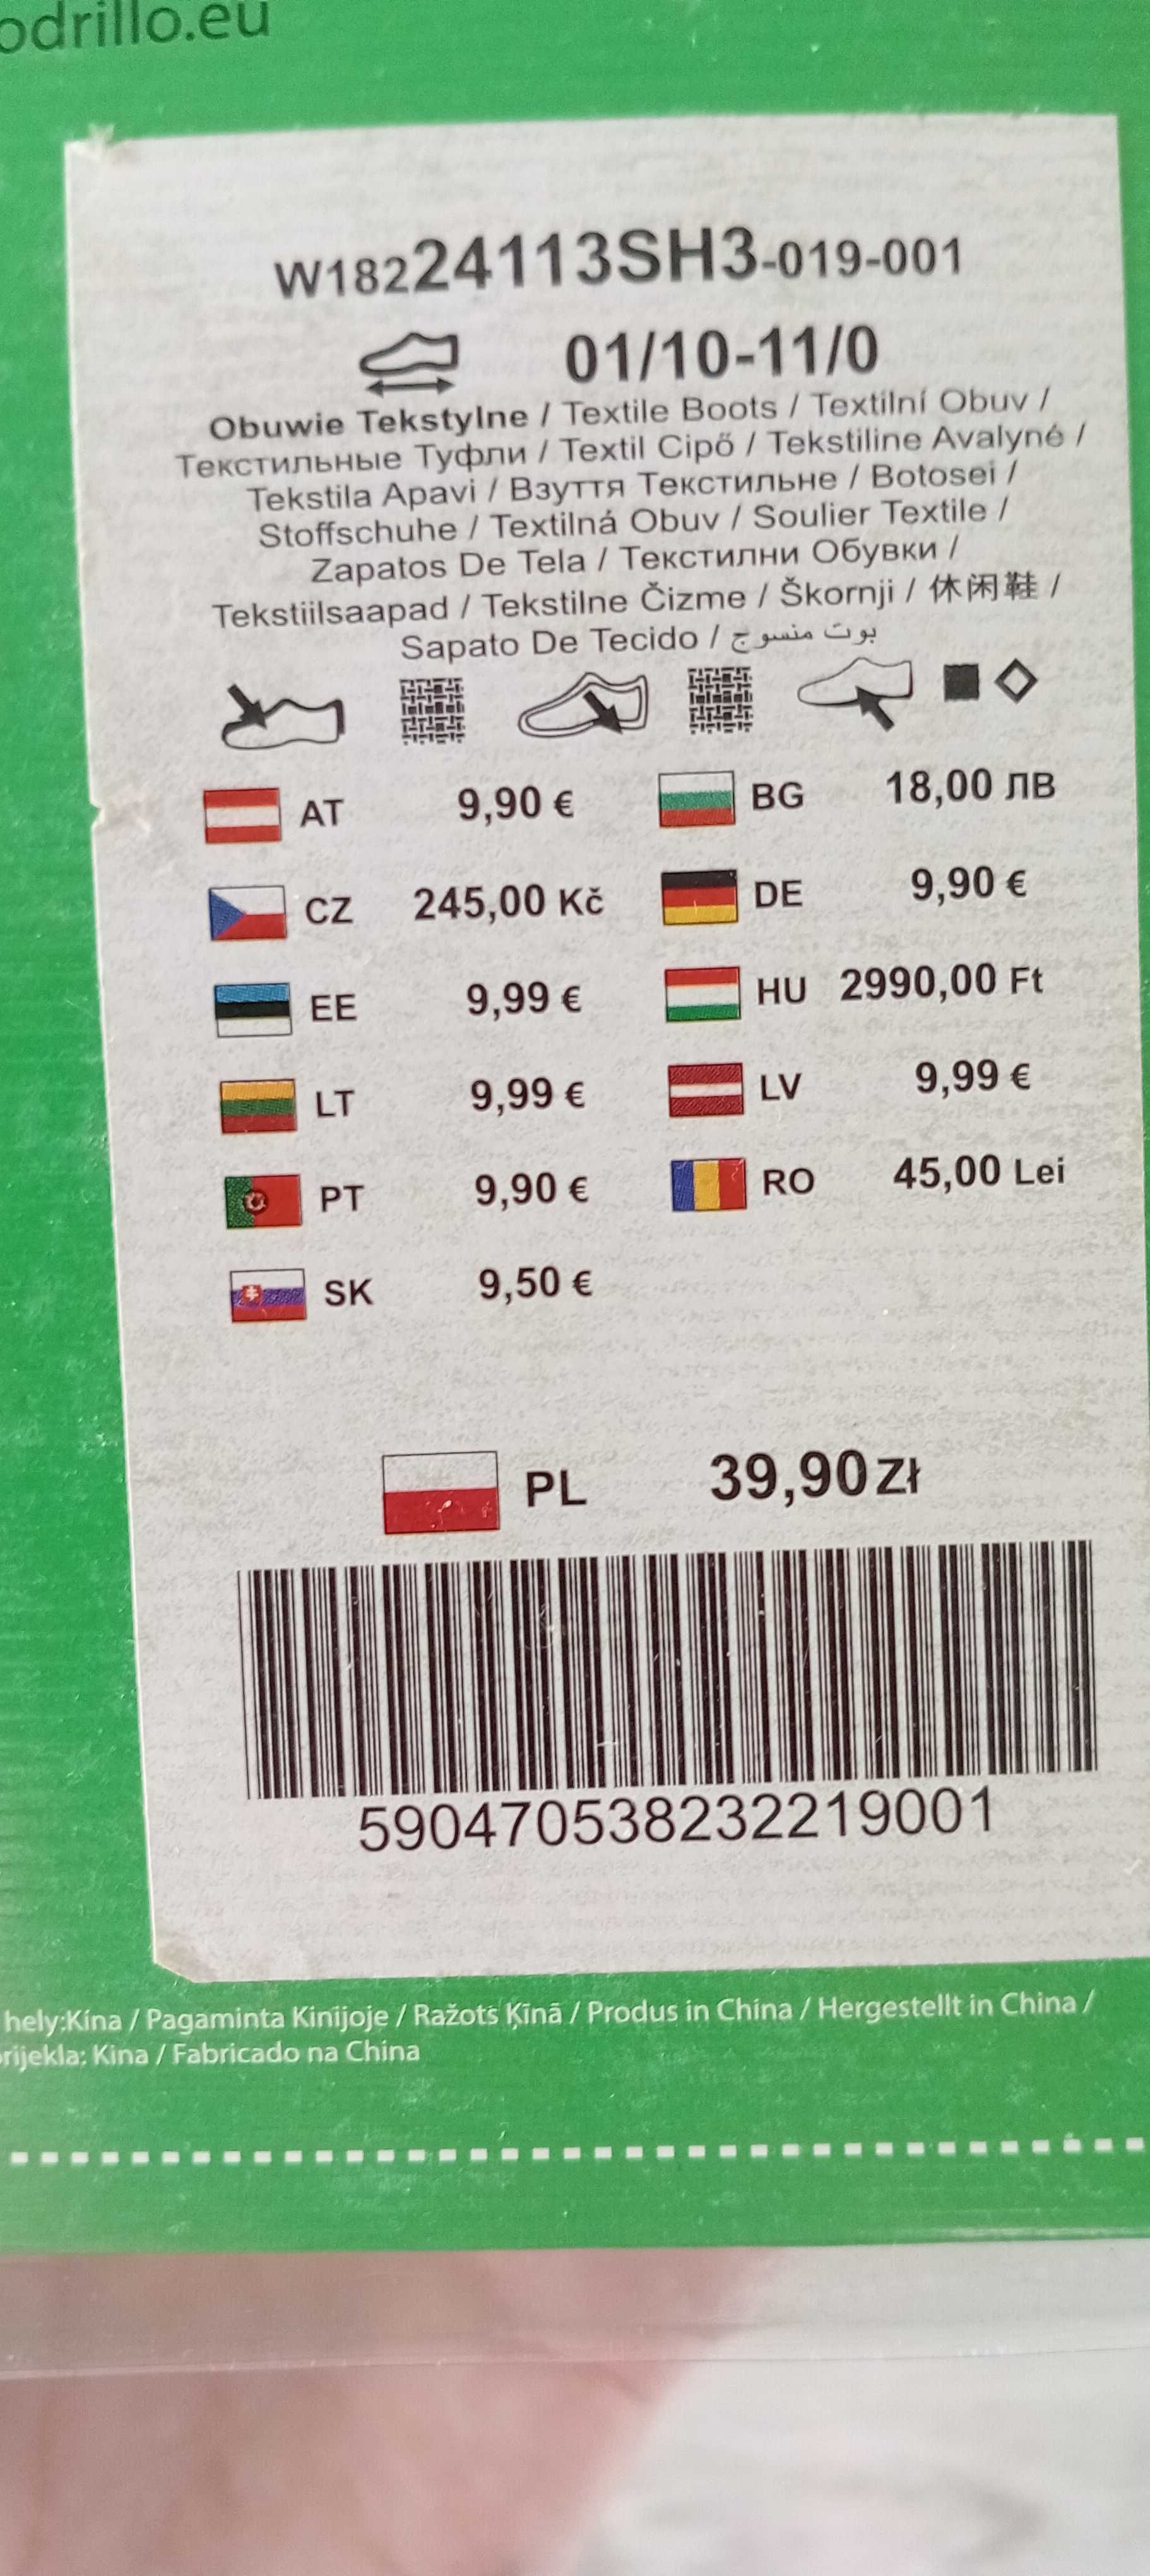 odrillo.eu
W18224113SH3-019-001
01/10-11/0
Obuwie Tekstylne / Textile Boots / Textilní Obuv /
Текстильные Туфли / Textil Cipő / Tekstiline Avalyné /
Tekstila Apavi / Взуття Текстильне / Botosei /
Stoffschuhe / Textilná Obuv / Soulier Textile /
Zapatos De Tela / Текстилни Обувки /
Tekstiilsaapad / Tekstilne Čizme / Škornji / 休闲鞋 /
Sapato De Tecido / بوت منسوج
AT 9,90 € BG 18,00 ЛВ
CZ 245,00 Kč DE 9,90 €
EE 9,99 € HU 2990,00 Ft
LT 9,99 € LV 9,99 €
PT 9,90 € RO 45,00 Lei
SK 9,50 €
PL 39,90 Zł
590470538232219001
hely:Kína / Pagaminta Kinijoje / Ražots Ķīnā / Produs in China / Hergestellt in China /
rijekla: Kina / Fabricado na China